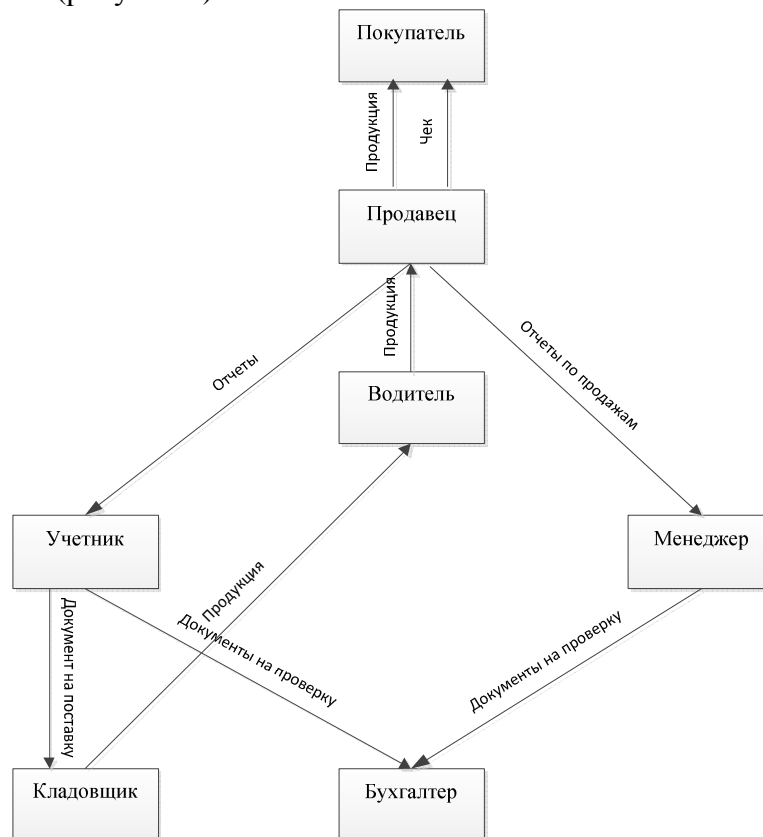 Покупатель
Продукция
Чек
Продавец
Отчеты
Продукция
Отчеты по продажам
Водитель
Учетник
Менеджер
Документ на поставку
Продукция
Документы на проверку
Документы на проверку
Кладовщик
Бухгалтер